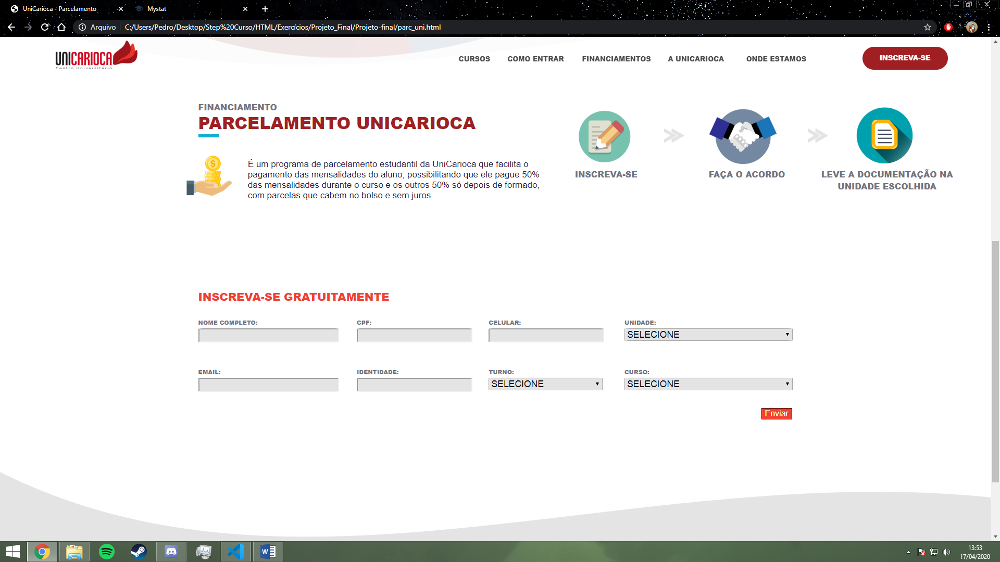 UniCarioca - Parcelamento
Mystat
Arquivo
C:/Users/Pedro/Desktop/Step%20Curso/HTML/Exercícios/Projeto_Final/Projeto-final/parc_uni.html
UNICARIOCA
Centro Universitário
CURSOS
COMO ENTRAR
FINANCIAMENTOS
A UNICARIOCA
ONDE ESTAMOS
INSCREVA-SE
FINANCIAMENTO
PARCELAMENTO UNICARIOCA
É um programa de parcelamento estudantil da UniCarioca que facilita o
pagamento das mensalidades do aluno, possibilitando que ele pague 50%
das mensalidades durante o curso e os outros 50% só depois de formado,
com parcelas que cabem no bolso e sem juros.
INSCREVA-SE
FAÇA O ACORDO
LEVE A DOCUMENTAÇÃO NA
UNIDADE ESCOLHIDA
INSCREVA-SE GRATUITAMENTE
NOME COMPLETO:
CPF:
CELULAR:
UNIDADE:
SELECIONE
EMAIL:
IDENTIDADE:
TURNO:
CURSO:
SELECIONE
SELECIONE
Enviar
13:53
17/04/2020